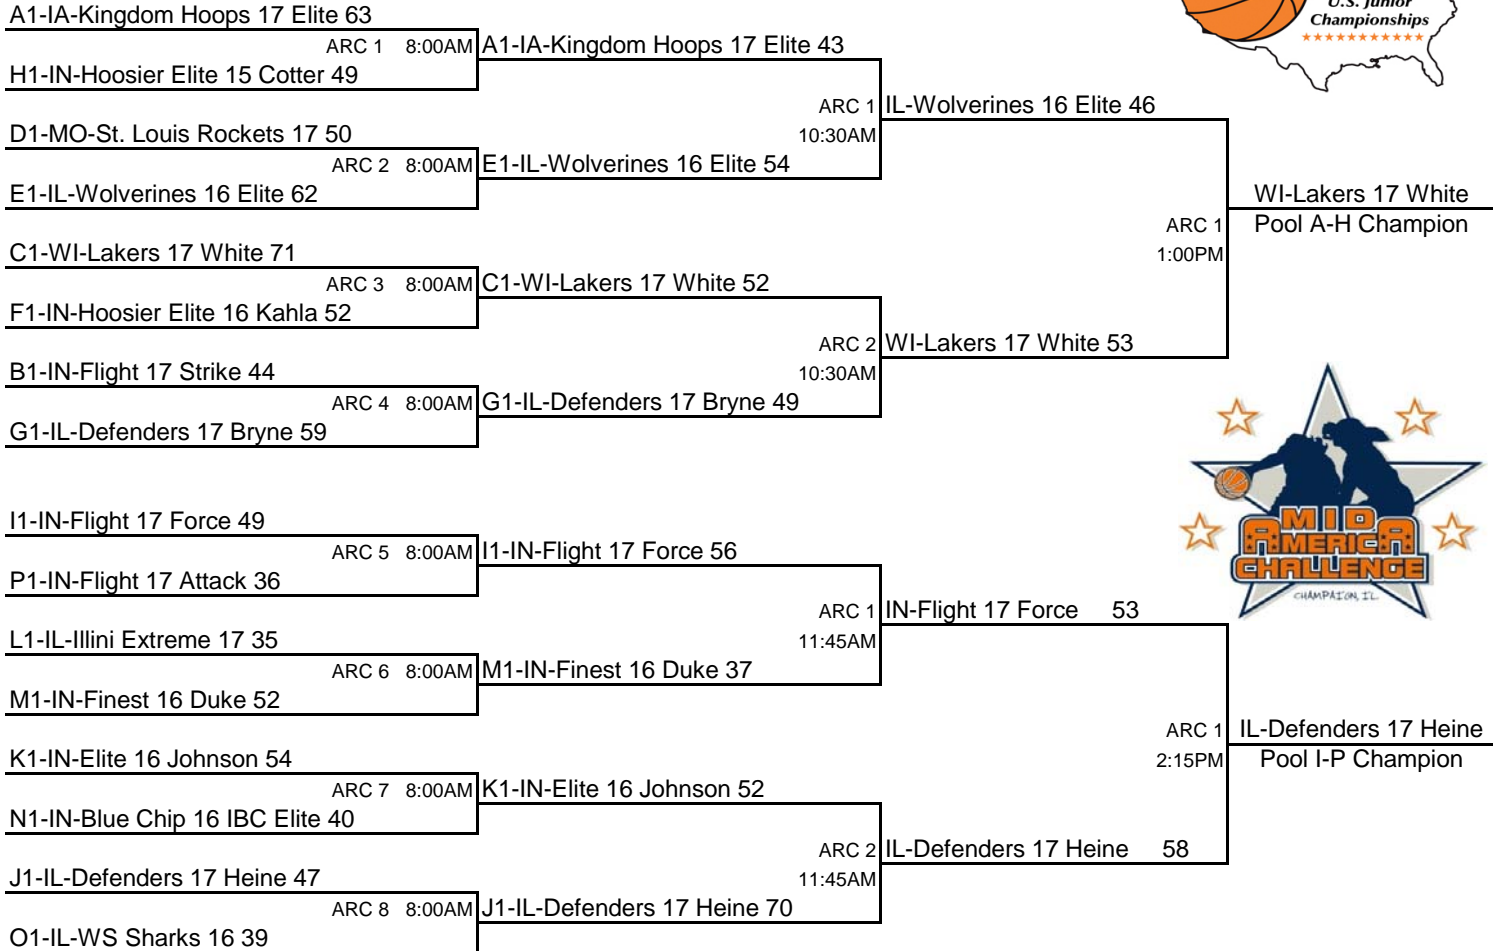 A1-IA-Kingdom Hoops 17 Elite 63
ARC 1 8:00AM
H1-IN-Hoosier Elite 15 Cotter 49
A1-IA-Kingdom Hoops 17 Elite 43
D1-MO-St. Louis Rockets 17 50
ARC 2 8:00AM
E1-IL-Wolverines 16 Elite 62
E1-IL-Wolverines 16 Elite 54
ARC 1
10:30AM
IL-Wolverines 16 Elite 46
C1-WI-Lakers 17 White 71
ARC 3 8:00AM
F1-IN-Hoosier Elite 16 Kahla 52
C1-WI-Lakers 17 White 52
B1-IN-Flight 17 Strike 44
ARC 4 8:00AM
G1-IL-Defenders 17 Bryne 59
G1-IL-Defenders 17 Bryne 49
ARC 2
10:30AM
WI-Lakers 17 White 53
ARC 1
1:00PM
WI-Lakers 17 White
Pool A-H Champion
U.S. Junior
Championships
I1-IN-Flight 17 Force 49
ARC 5 8:00AM
P1-IN-Flight 17 Attack 36
I1-IN-Flight 17 Force 56
L1-IL-Illini Extreme 17 35
ARC 6 8:00AM
M1-IN-Finest 16 Duke 52
M1-IN-Finest 16 Duke 37
ARC 1
11:45AM
IN-Flight 17 Force 53
K1-IN-Elite 16 Johnson 54
ARC 7 8:00AM
N1-IN-Blue Chip 16 IBC Elite 40
K1-IN-Elite 16 Johnson 52
J1-IL-Defenders 17 Heine 47
ARC 8 8:00AM
O1-IL-WS Sharks 16 39
J1-IL-Defenders 17 Heine 70
ARC 2
11:45AM
IL-Defenders 17 Heine 58
ARC 1
2:15PM
IL-Defenders 17 Heine
Pool I-P Champion
MID
AMERICA
CHALLENGE
CHAMPAIGN, IL